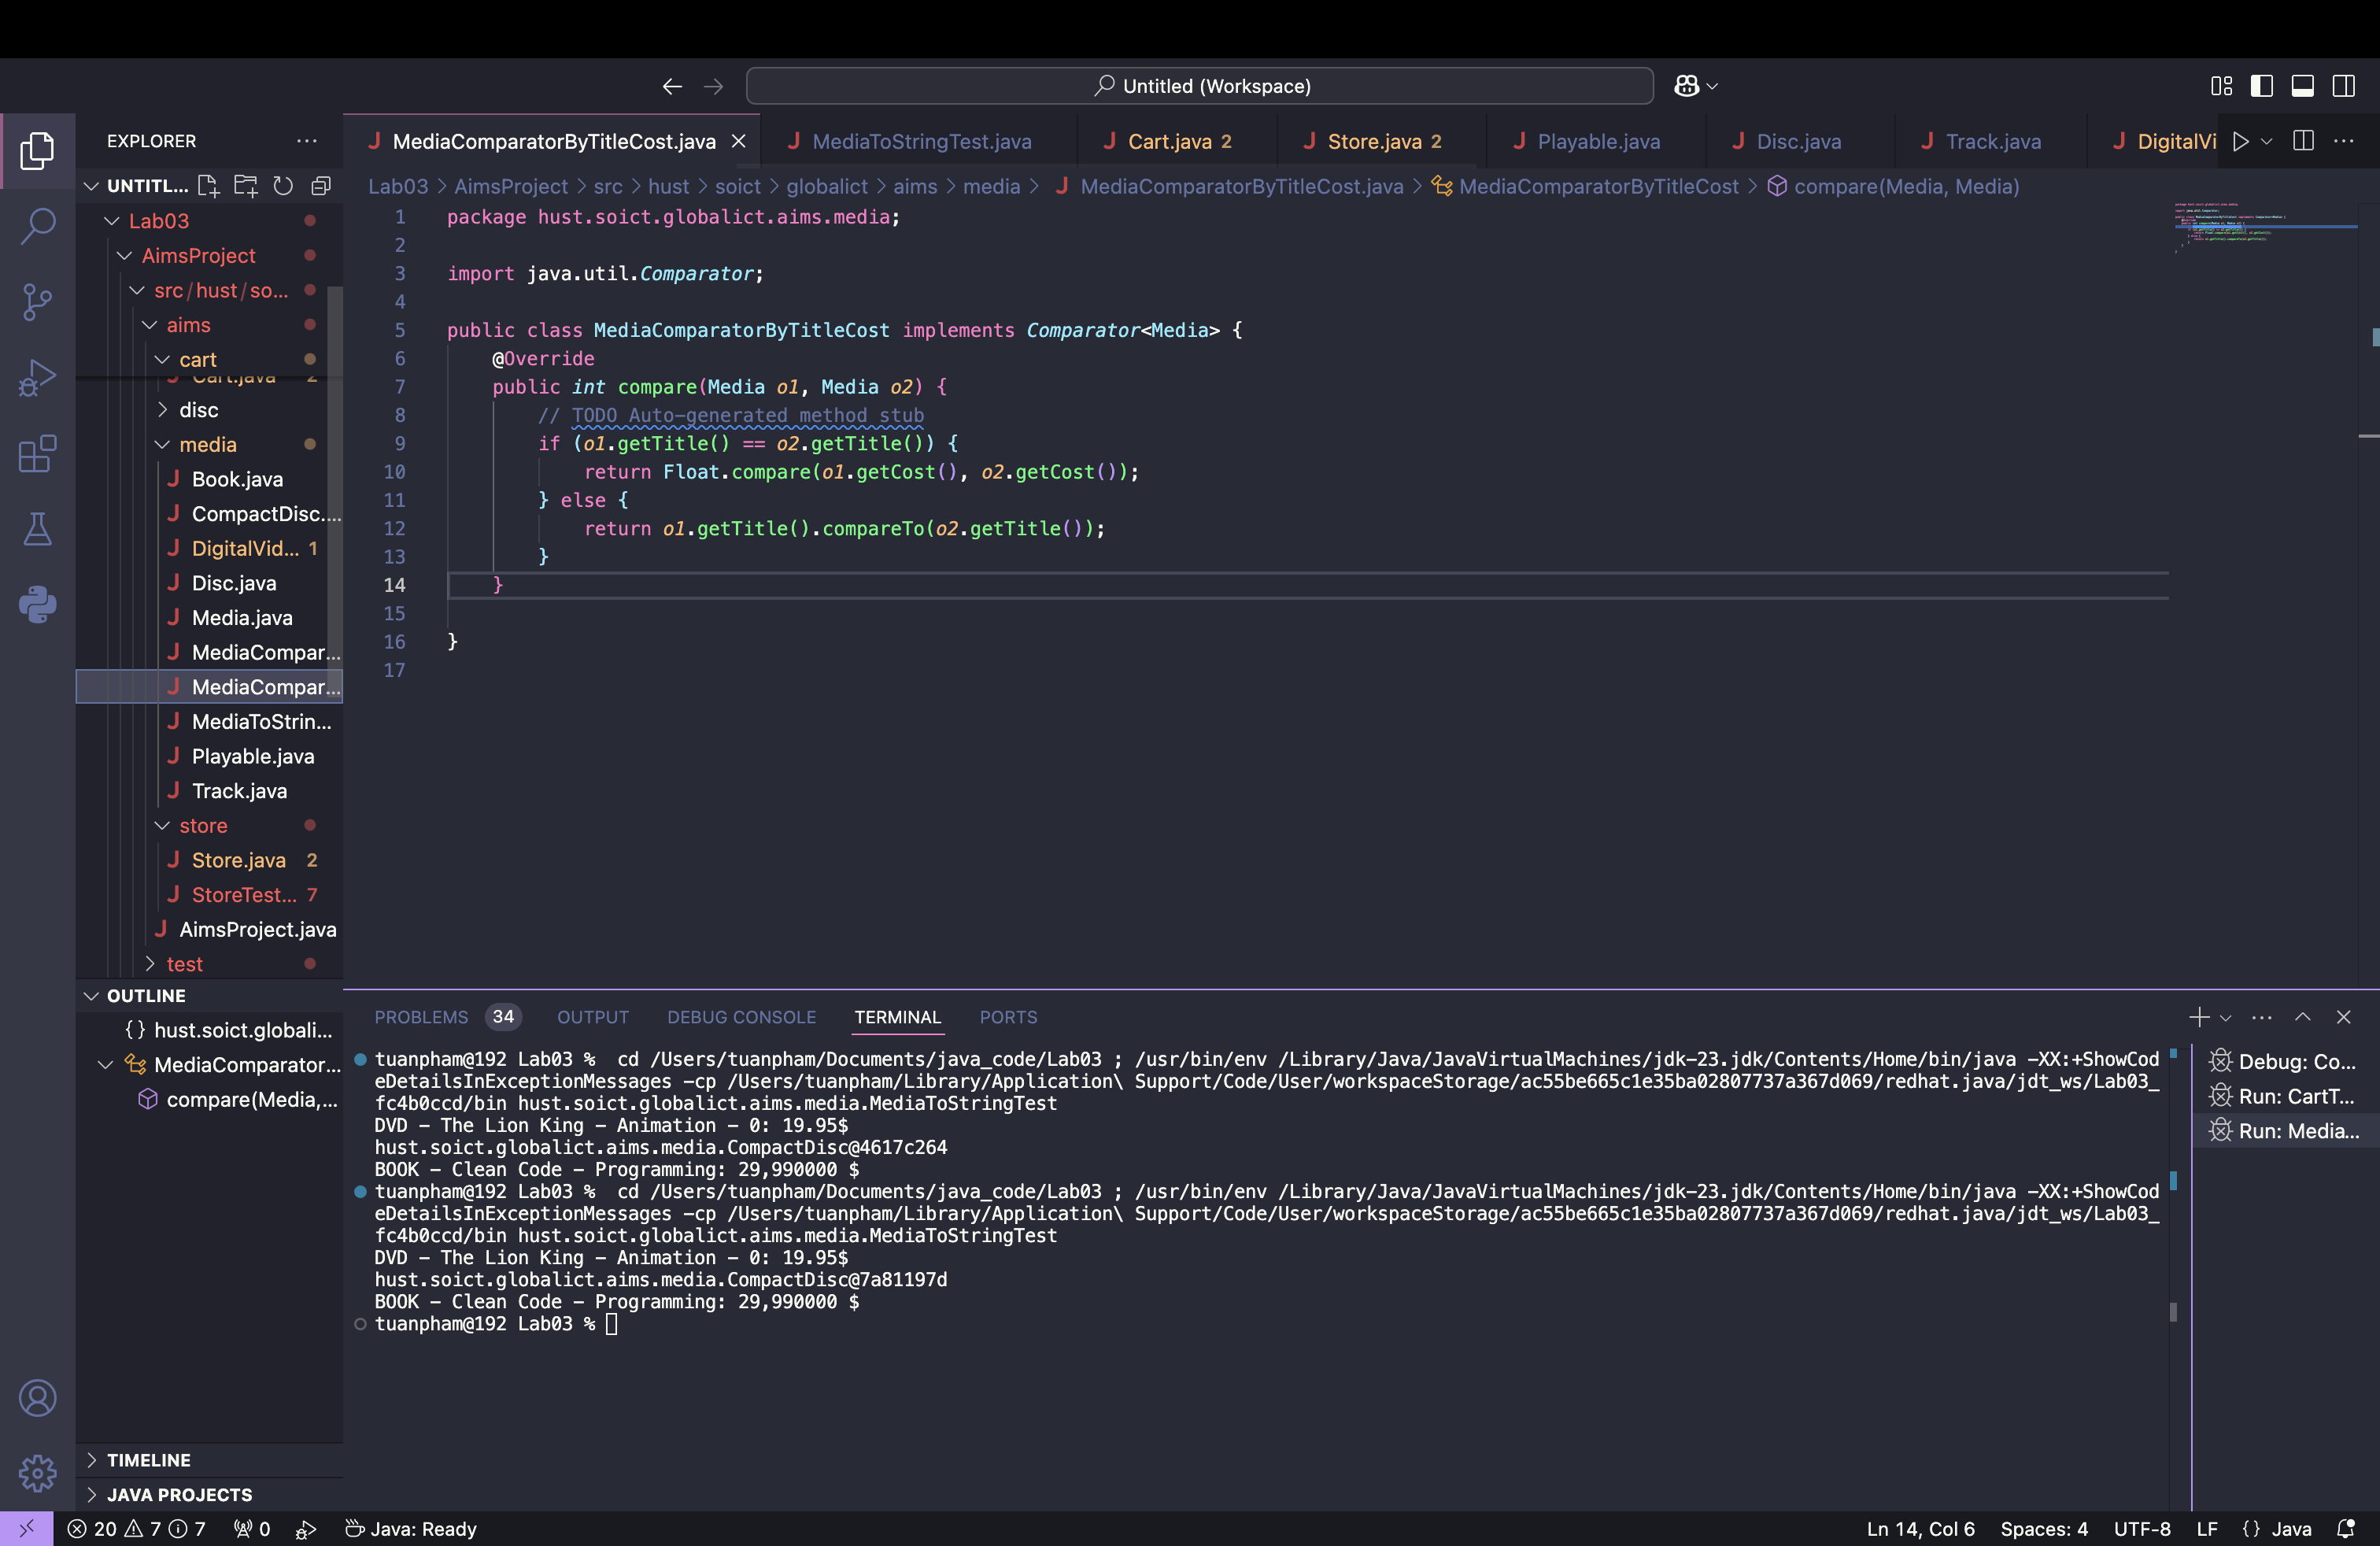 Untitled (Workspace)
EXPLORER
MediaComparatorByTitleCost.java
MediaToStringTest.java
Cart.java 2
Store.java 2
Playable.java
Disc.java
Track.java
DigitalVi
UNTITL...
Lab03
AimsProject
src/hust/so...
aims
cart
Cart.java 2
disc
media
Book.java
CompactDisc....
DigitalVid... 1
Disc.java
Media.java
MediaCompar...
MediaCompar...
MediaToStrin...
Playable.java
Track.java
store
Store.java 2
StoreTest... 7
AimsProject.java
test
OUTLINE
{} hust.soict.globali...
MediaComparator...
compare(Media,...
TIMELINE
JAVA PROJECTS
Lab03 > AimsProject > src > hust > soict > globalict > aims > media > J MediaComparatorByTitleCost.java > MediaComparatorByTitleCost > compare(Media, Media)
1 package hust.soict.globalict.aims.media;
2
3 import java.util.Comparator;
4
5 public class MediaComparatorByTitleCost implements Comparator<Media> {
6 @Override
7 public int compare(Media o1, Media o2) {
8 // TODO Auto-generated method stub
9 if (o1.getTitle() == o2.getTitle()) {
10 return Float.compare(o1.getCost(), o2.getCost());
11 } else {
12 return o1.getTitle().compareTo(o2.getTitle());
13 }
14 }
15
16 }
17
PROBLEMS 34 OUTPUT DEBUG CONSOLE TERMINAL PORTS
tuanpham@192 Lab03 %  cd /Users/tuanpham/Documents/java_code/Lab03 ; /usr/bin/env /Library/Java/JavaVirtualMachines/jdk-23.jdk/Contents/Home/bin/java -XX:+ShowCod
eDetailsInExceptionMessages -cp /Users/tuanpham/Library/Application\ Support/Code/User/workspaceStorage/ac55be665c1e35ba02807737a367d069/redhat.java/jdt_ws/Lab03_
fc4b0ccd/bin hust.soict.globalict.aims.media.MediaToStringTest
DVD - The Lion King - Animation - 0: 19.95$
hust.soict.globalict.aims.media.CompactDisc@4617c264
BOOK - Clean Code - Programming: 29,990000 $
tuanpham@192 Lab03 %  cd /Users/tuanpham/Documents/java_code/Lab03 ; /usr/bin/env /Library/Java/JavaVirtualMachines/jdk-23.jdk/Contents/Home/bin/java -XX:+ShowCod
eDetailsInExceptionMessages -cp /Users/tuanpham/Library/Application\ Support/Code/User/workspaceStorage/ac55be665c1e35ba02807737a367d069/redhat.java/jdt_ws/Lab03_
fc4b0ccd/bin hust.soict.globalict.aims.media.MediaToStringTest
DVD - The Lion King - Animation - 0: 19.95$
hust.soict.globalict.aims.media.CompactDisc@7a81197d
BOOK - Clean Code - Programming: 29,990000 $
tuanpham@192 Lab03 %
Debug: Co...
Run: CartT...
Run: Media...
20 7 7 0 Java: Ready
Ln 14, Col 6 Spaces: 4 UTF-8 LF {} Java